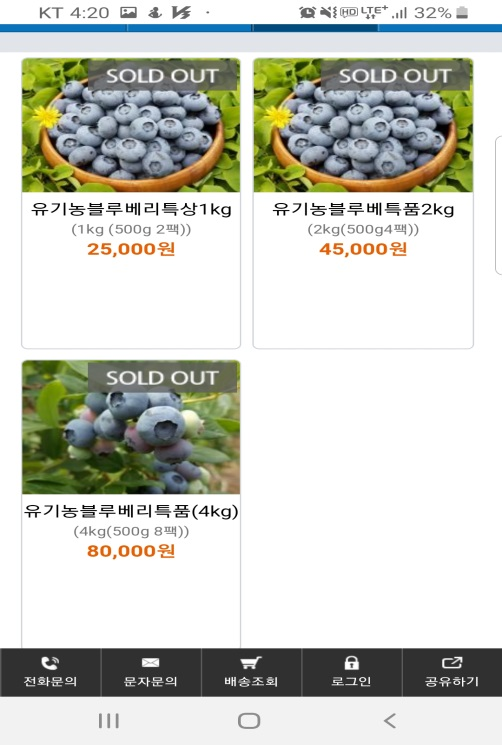 KT 4:20
HD LTE+ 32%
SOLD OUT
SOLD OUT
유기농블루베리특상1kg
(1kg (500g 2팩))
25,000원
유기농블루베특품2kg
(2kg(500g4팩))
45,000원
SOLD OUT
유기농블루베리특품(4kg)
(4kg(500g 8팩))
80,000원
전화문의
문자문의
배송조회
로그인
공유하기